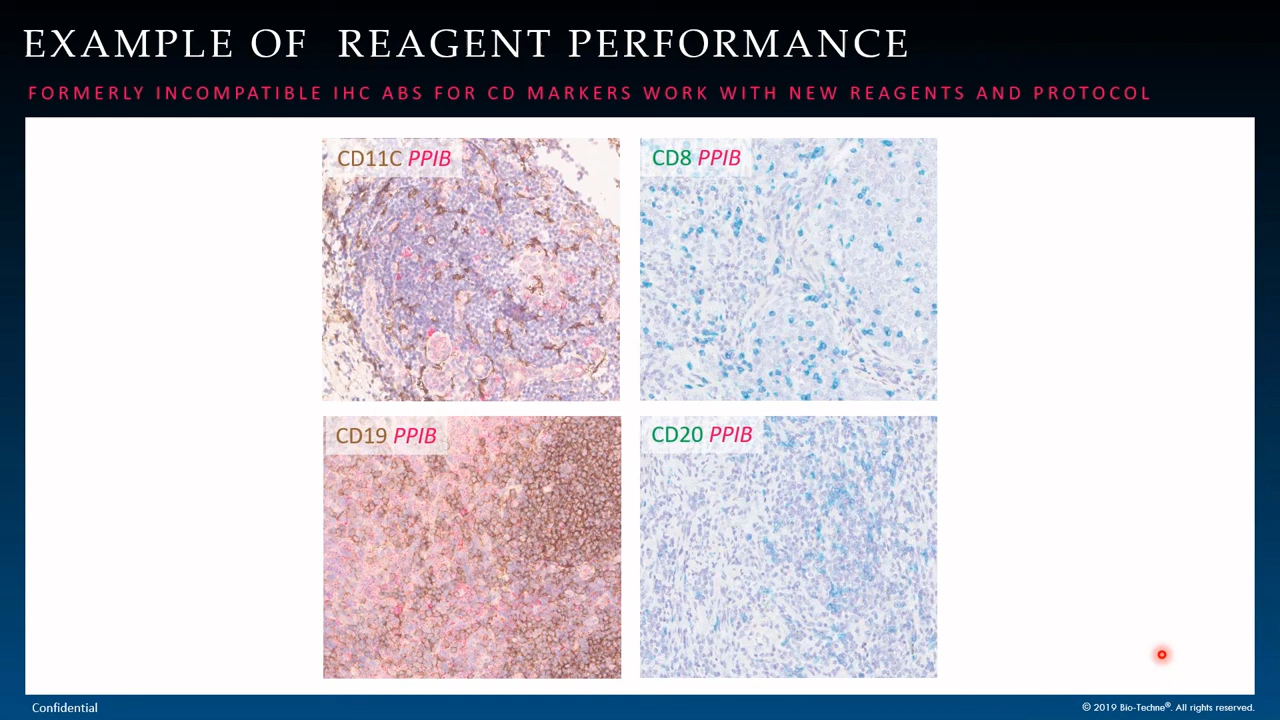 EXAMPLE OF REAGENT PERFORMANCE
FORMERLY INCOMPATIBLE IHC ABS FOR CD MARKERS WORK WITH NEW REAGENTS AND PROTOCOL
CD11C PPIB
CD8 PPIB
CD19 PPIB
CD20 PPIB
Confidential
© 2019 Bio-Techne®. All rights reserved.